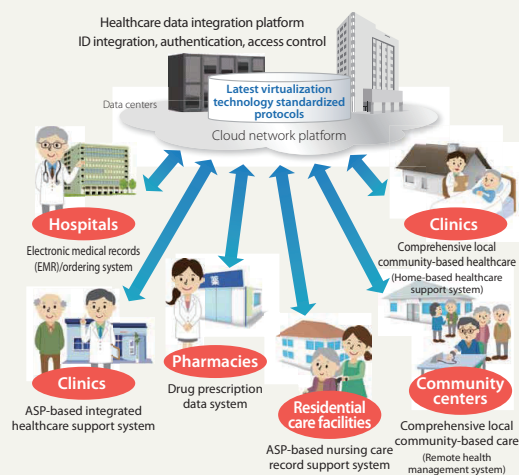 Healthcare data integration platform
ID integration, authentication, access control
Latest virtualization
technology standardized
protocols
Data centers
Cloud network platform
Hospitals
Electronic medical records
(EMR)/ordering system
Clinics
Comprehensive local
community-based healthcare
(Home-based healthcare
support system)
薬
Clinics
ASP-based integrated
healthcare support system
Pharmacies
Drug prescription
data system
Residential
care facilities
ASP-based nursing care
record support system
Community
centers
Comprehensive local
community-based care
(Remote health
management system)